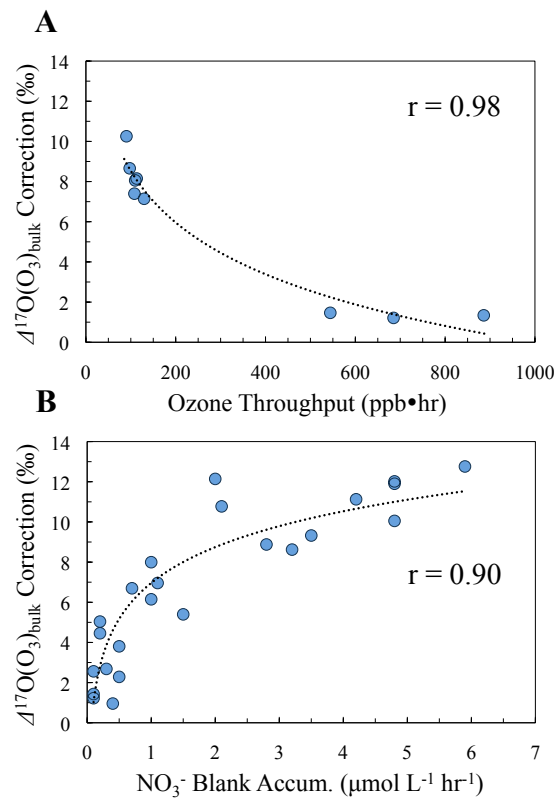 A
14
12
10
8
6
4
2
0
Δ¹⁷O(O₃)bulk Correction (‰)
r = 0.98
0 200 400 600 800 1000
Ozone Throughput (ppb•hr)
B
14
12
10
8
6
4
2
0
Δ¹⁷O(O₃)bulk Correction (‰)
r = 0.90
0 1 2 3 4 5 6 7
NO₃⁻ Blank Accum. (μmol L⁻¹ hr⁻¹)